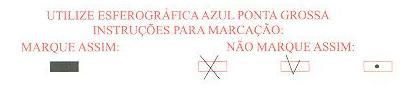 UTILIZE ESFEROGRÁFICA AZUL PONTA GROSSA
INSTRUÇÕES PARA MARCAÇÃO:
MARQUE ASSIM: NÃO MARQUE ASSIM: